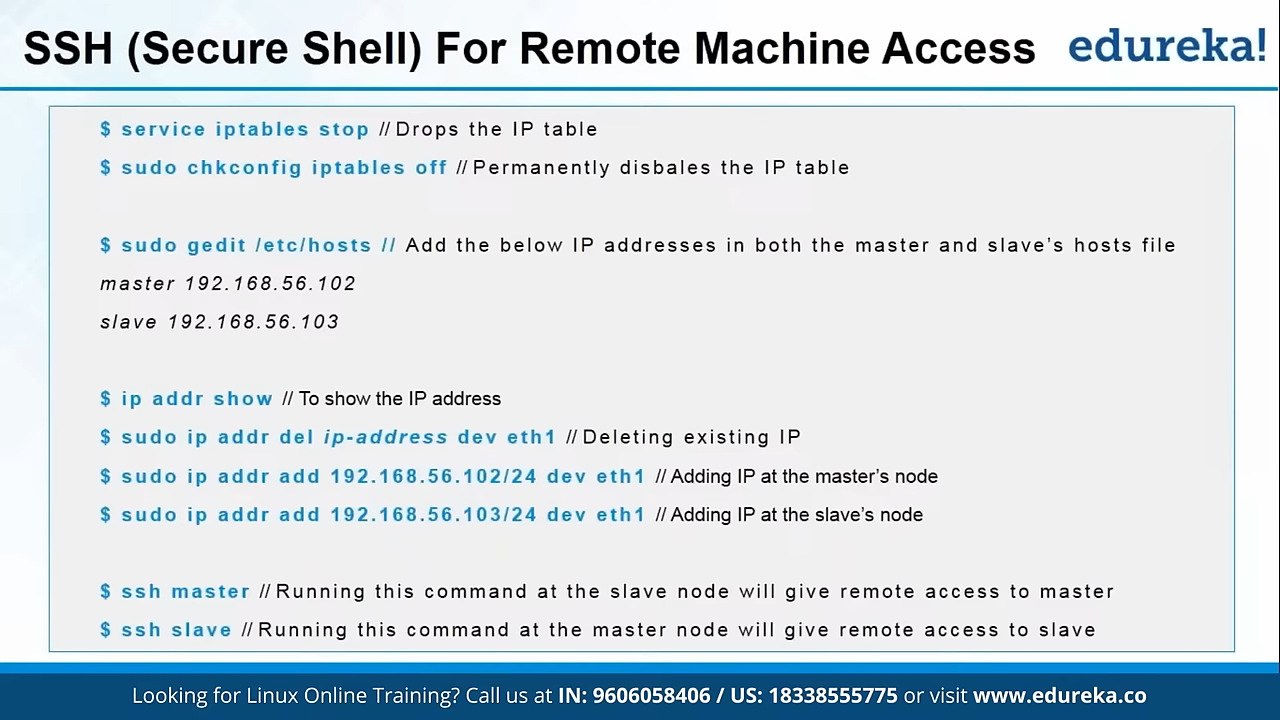 SSH (Secure Shell) For Remote Machine Access
edureka!
$ service iptables stop // Drops the IP table
$ sudo chkconfig iptables off // Permanently disbales the IP table
$ sudo gedit /etc/hosts // Add the below IP addresses in both the master and slave’s hosts file
master 192.168.56.102
slave 192.168.56.103
$ ip addr show // To show the IP address
$ sudo ip addr del ip-address dev eth1 // Deleting existing IP
$ sudo ip addr add 192.168.56.102/24 dev eth1 // Adding IP at the master’s node
$ sudo ip addr add 192.168.56.103/24 dev eth1 // Adding IP at the slave’s node
$ ssh master // Running this command at the slave node will give remote access to master
$ ssh slave // Running this command at the master node will give remote access to slave
Looking for Linux Online Training? Call us at IN: 9606058406 / US: 18338555775 or visit www.edureka.co